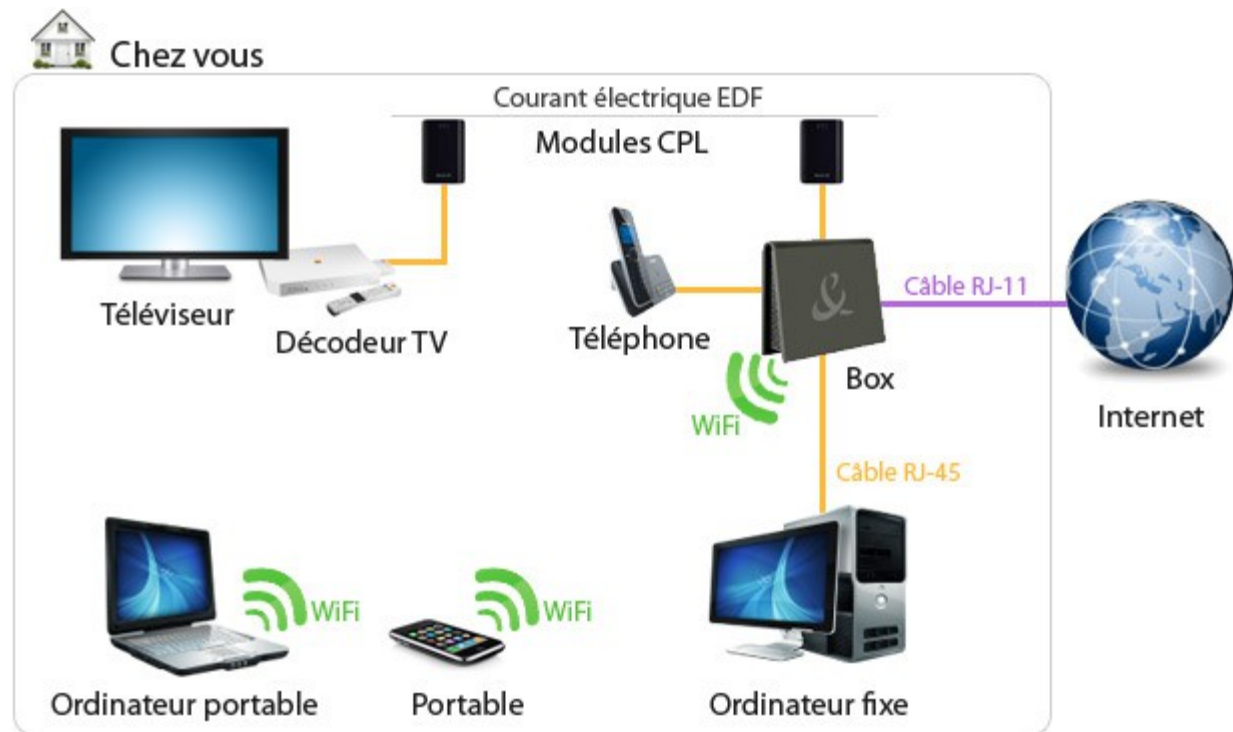 Chez vous
Courant électrique EDF
Modules CPL
Téléviseur
Décodeur TV
Téléphone
&
Box
Câble RJ-11
Internet
WiFi
Câble RJ-45
WiFi
WiFi
Ordinateur portable
Portable
Ordinateur fixe